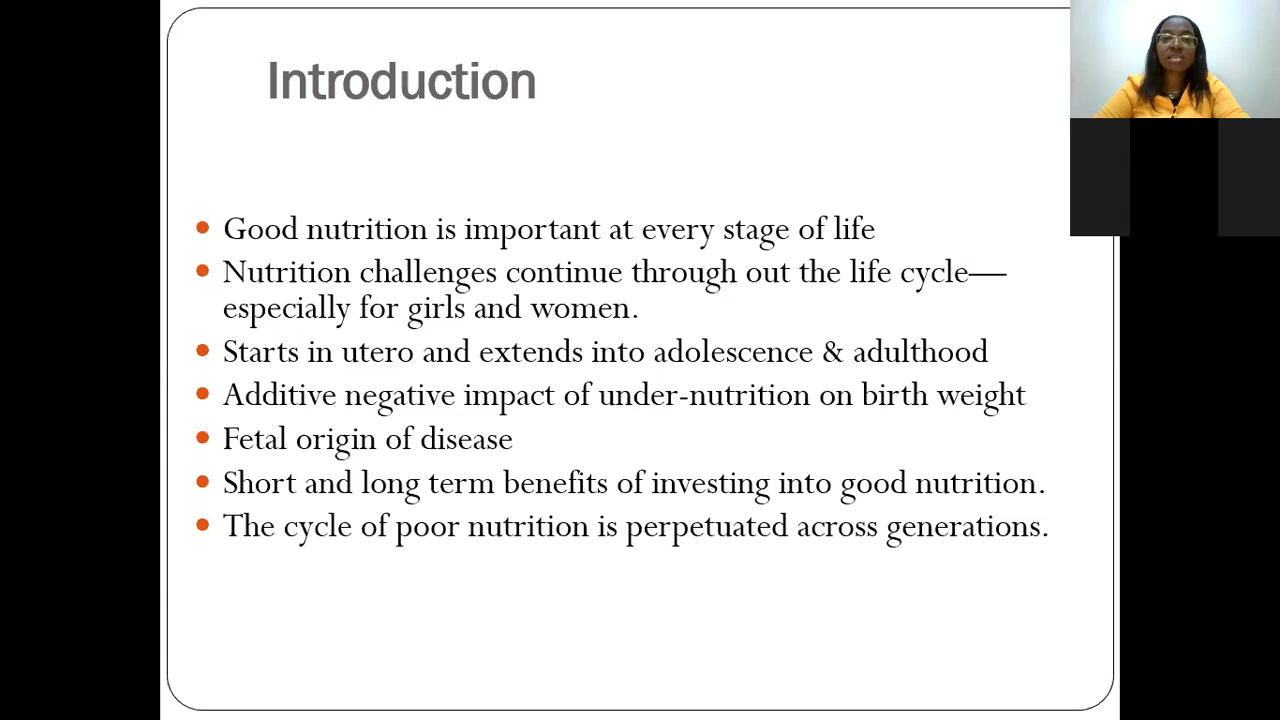 Introduction
Good nutrition is important at every stage of life
Nutrition challenges continue through out the life cycle—
especially for girls and women.
Starts in utero and extends into adolescence & adulthood
Additive negative impact of under-nutrition on birth weight
Fetal origin of disease
Short and long term benefits of investing into good nutrition.
The cycle of poor nutrition is perpetuated across generations.